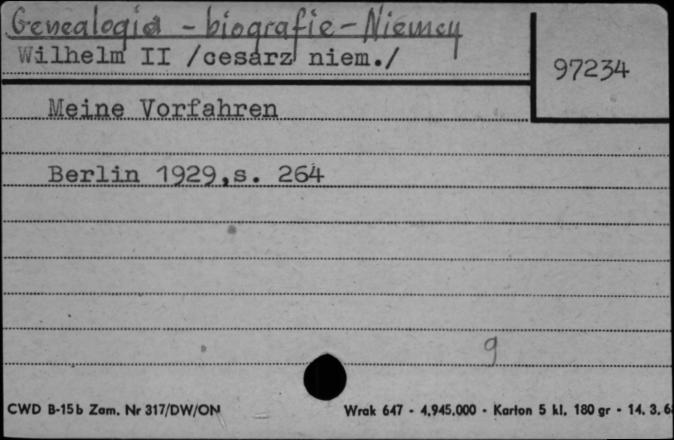 Genealogia - biografie - Niemcy
Wilhelm II /cesarz niem./
97234
Meine Vorfahren
Berlin 1929,s. 264
9
CWD B-15b Zam. Nr 317/DW/ON
Wrak 647 - 4,945.000 - Karton 5 kl. 180 gr - 14. 3. 6